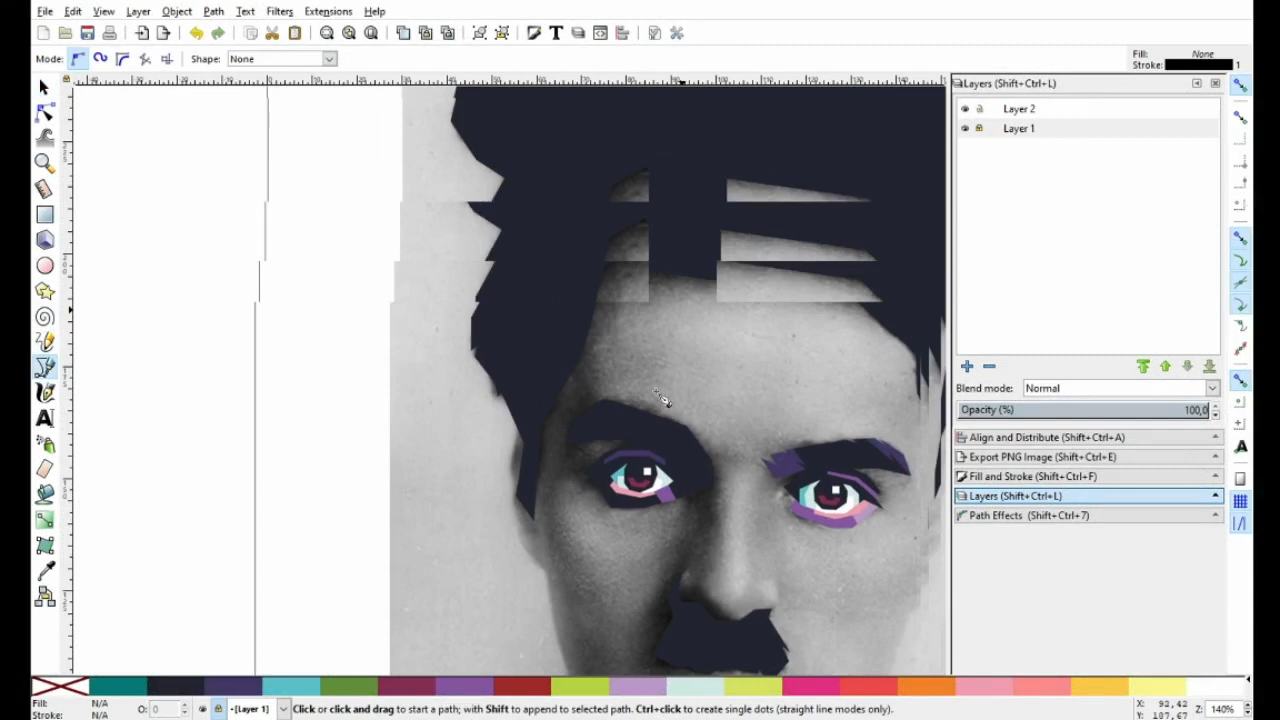 File Edit View Layer Object Path Text Filters Extensions Help
Mode: Shape: None
Fill: None
Stroke: 1
Layers (Shift+Ctrl+L)
Layer 2
Layer 1
Blend mode: Normal
Opacity (%) 100,0
Align and Distribute (Shift+Ctrl+A)
Export PNG Image (Shift+Ctrl+E)
Fill and Stroke (Shift+Ctrl+F)
Layers (Shift+Ctrl+L)
Path Effects (Shift+Ctrl+7)
Fill: N/A
Stroke: N/A
O: 0
-[Layer 1]
Click or click and drag to start a path; with Shift to append to selected path. Ctrl+click to create single dots (straight line modes only).
X: 92,42
Y: 107,67
Z: 140%